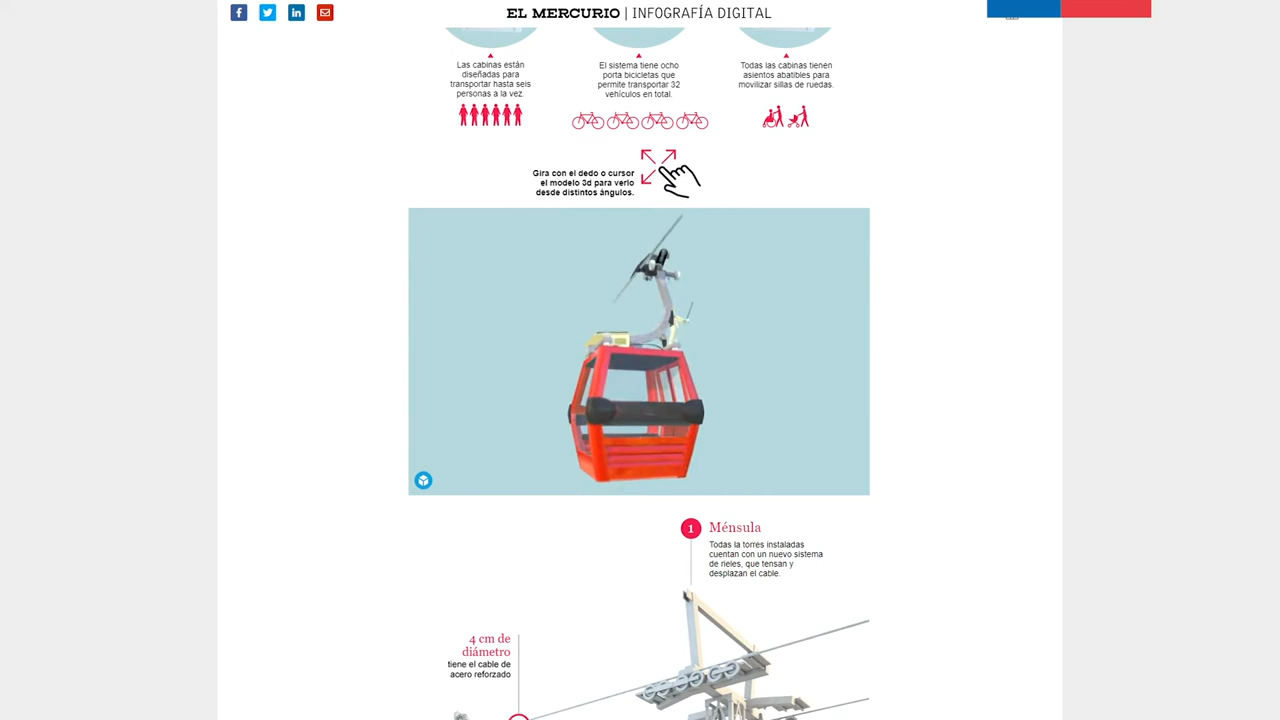 EL MERCURIO | INFOGRAFÍA DIGITAL
Las cabinas están
diseñadas para
transportar hasta seis
personas a la vez.
El sistema tiene ocho
porta bicicletas que
permite transportar 32
vehículos en total.
Todas las cabinas tienen
asientos abatibles para
movilizar sillas de ruedas.
Gira con el dedo o cursor
el modelo 3d para verlo
desde distintos ángulos.
1 Ménsula
Todas la torres instaladas
cuentan con un nuevo sistema
de rieles, que tensan y
desplazan el cable.
4 cm de
diámetro
tiene el cable de
acero reforzado